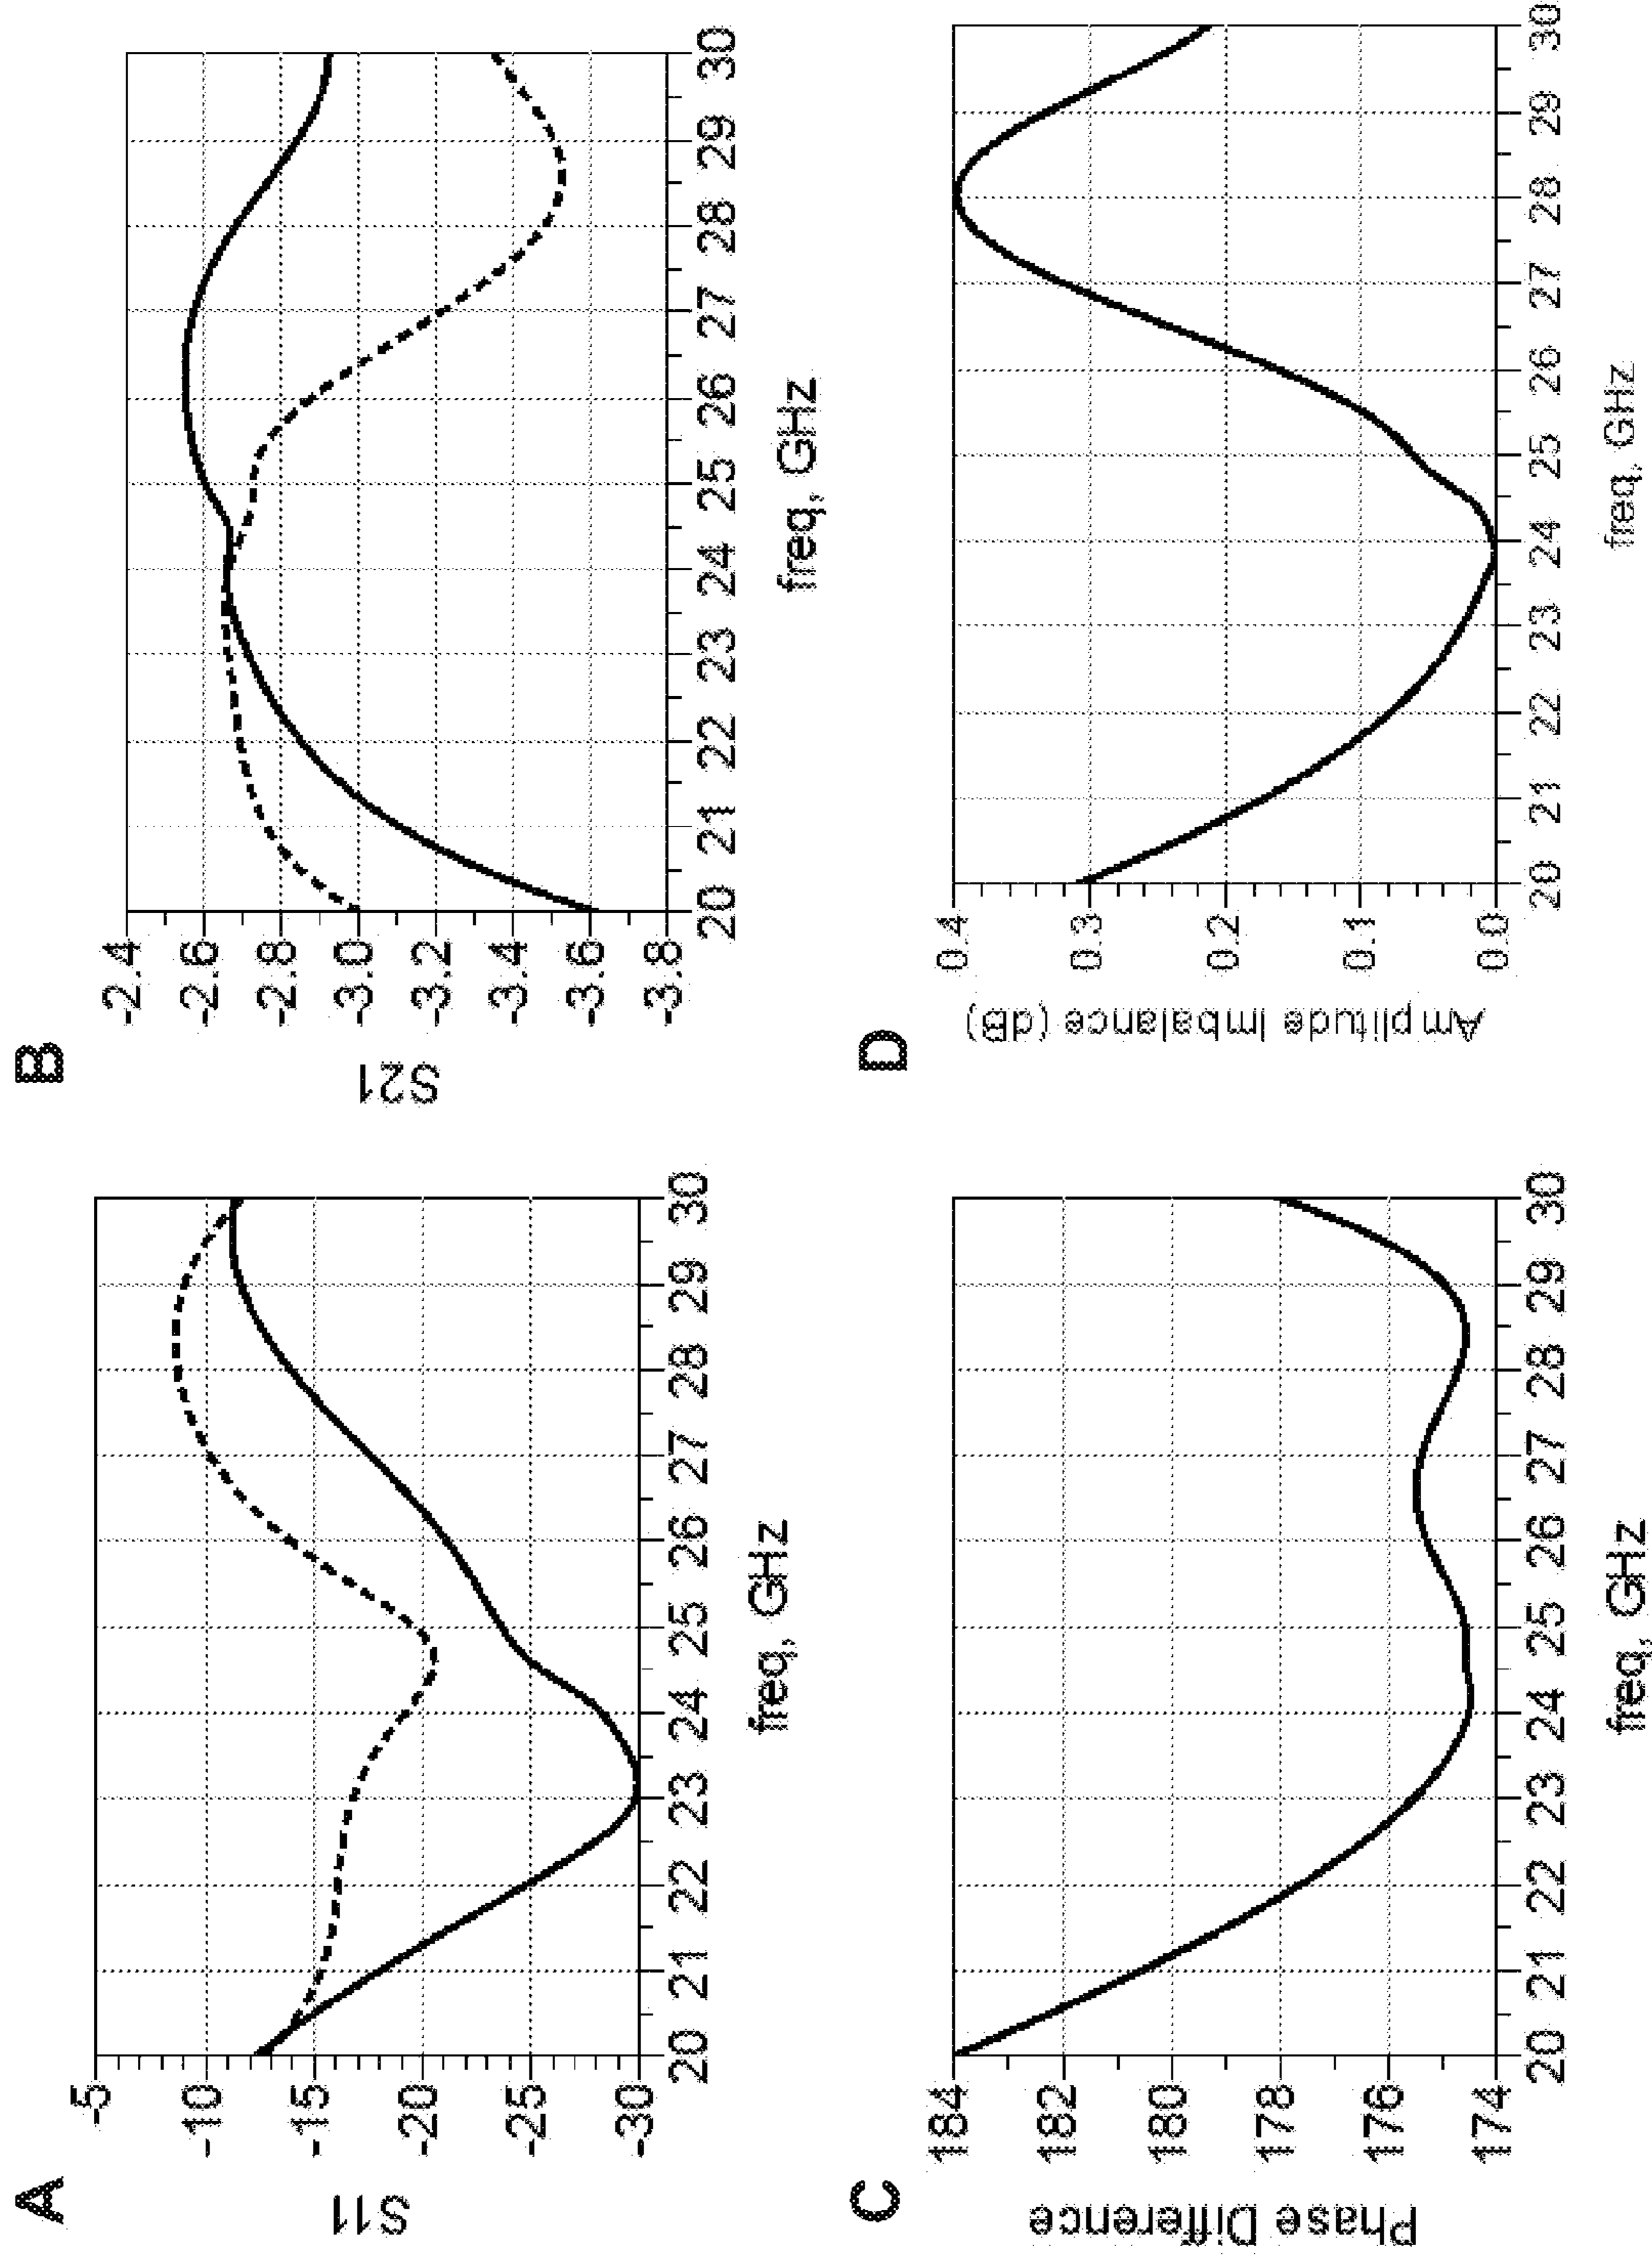 A
S11
-5
-10
-15
-20
-25
-30
20 21 22 23 24 25 26 27 28 29 30
freq, GHz
B
S21
-2.4
-2.6
-2.8
-3.0
-3.2
-3.4
-3.6
-3.8
20 21 22 23 24 25 26 27 28 29 30
freq, GHz
C
Phase Difference
184
182
180
178
176
174
20 21 22 23 24 25 26 27 28 29 30
freq, GHz
D
Amplitude Imbalance (dB)
0.4
0.3
0.2
0.1
0.0
20 21 22 23 24 25 26 27 28 29 30
freq, GHz